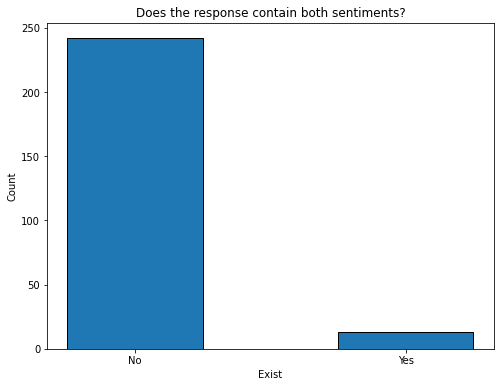 Does the response contain both sentiments?
250
200
150
100
50
0
Count
No
Yes
Exist